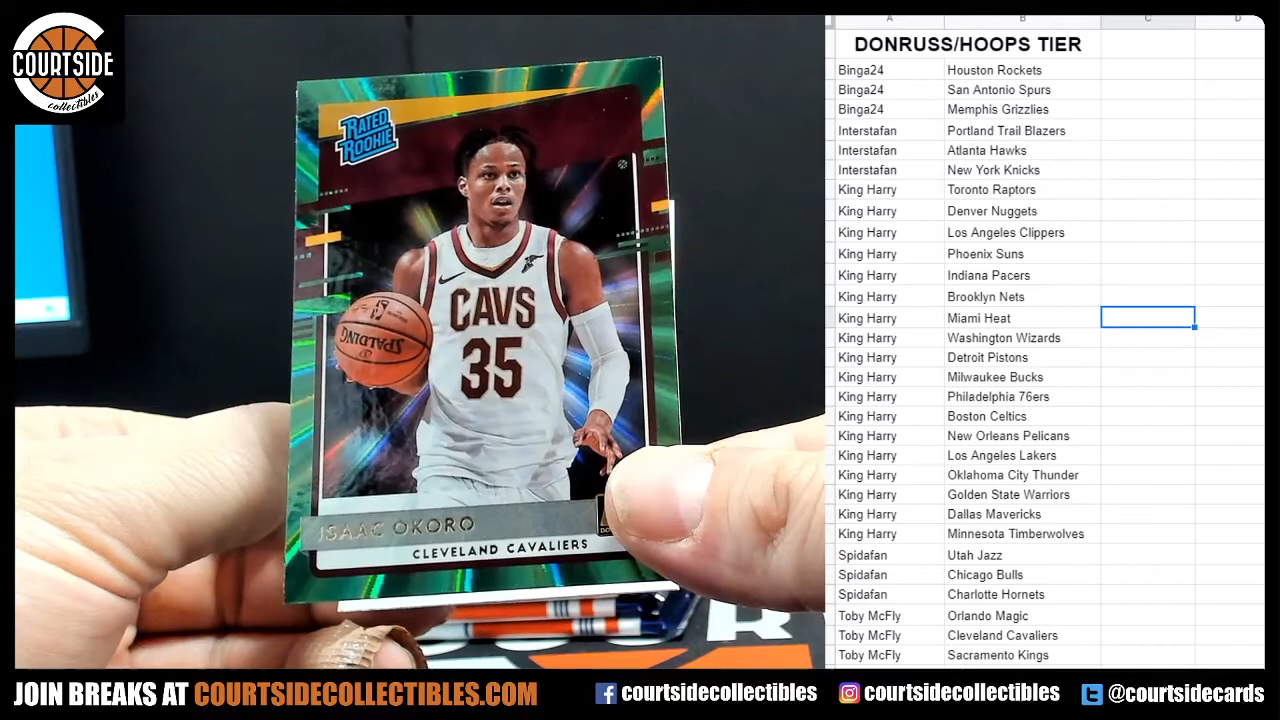 COURTSIDE
collectibles
RATED
ROOKIE
CAVS
35
SPALDING
ISAAC OKORO
CLEVELAND CAVALIERS
A B C D
DONRUSS/HOOPS TIER
Binga24 Houston Rockets
Binga24 San Antonio Spurs
Binga24 Memphis Grizzlies
Interstafan Portland Trail Blazers
Interstafan Atlanta Hawks
Interstafan New York Knicks
King Harry Toronto Raptors
King Harry Denver Nuggets
King Harry Los Angeles Clippers
King Harry Phoenix Suns
King Harry Indiana Pacers
King Harry Brooklyn Nets
King Harry Miami Heat
King Harry Washington Wizards
King Harry Detroit Pistons
King Harry Milwaukee Bucks
King Harry Philadelphia 76ers
King Harry Boston Celtics
King Harry New Orleans Pelicans
King Harry Los Angeles Lakers
King Harry Oklahoma City Thunder
King Harry Golden State Warriors
King Harry Dallas Mavericks
King Harry Minnesota Timberwolves
Spidafan Utah Jazz
Spidafan Chicago Bulls
Spidafan Charlotte Hornets
Toby McFly Orlando Magic
Toby McFly Cleveland Cavaliers
Toby McFly Sacramento Kings
JOIN BREAKS AT COURTSIDECOLLECTIBLES.COM
courtsidecollectibles
courtsidecollectibles
@courtsidecards